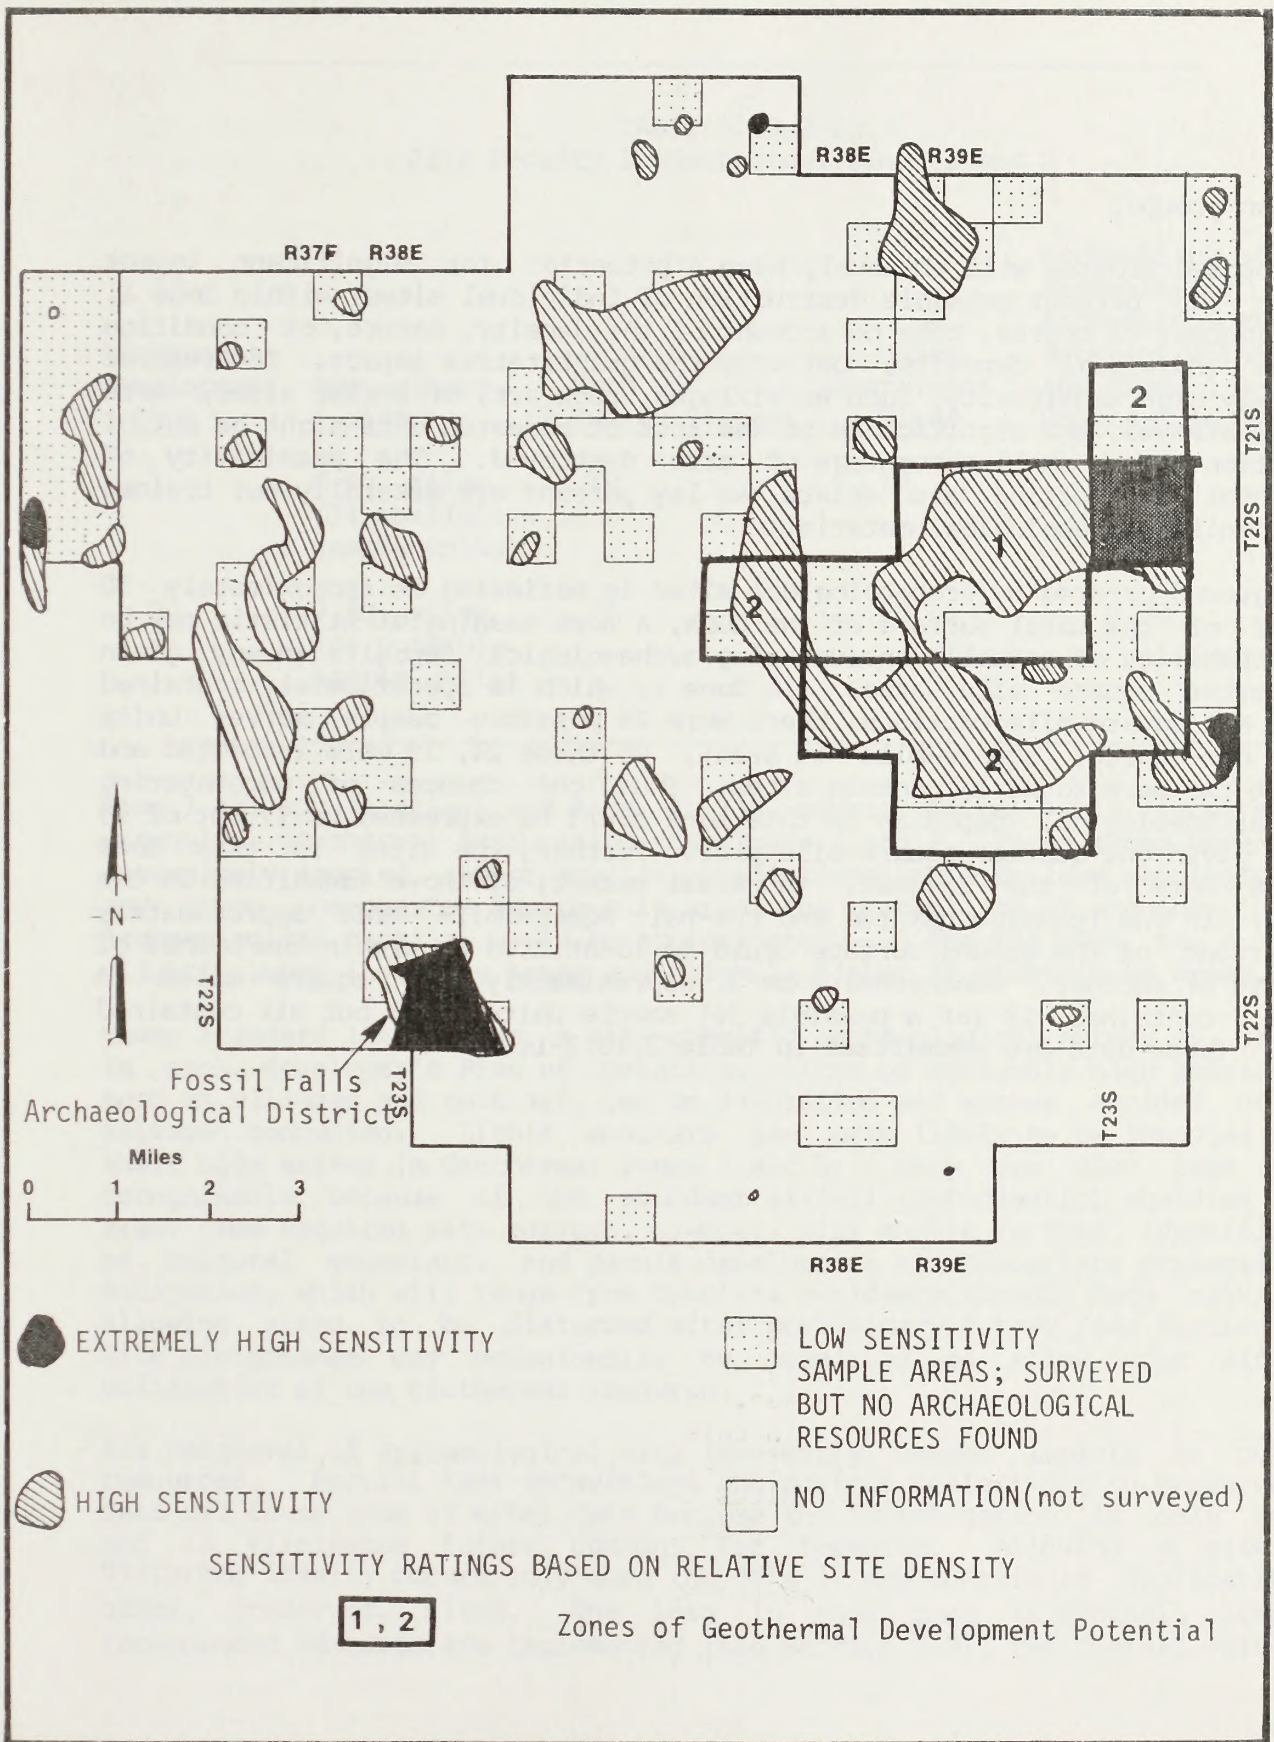 R38E R39E
R37F R38E
2
T21S
T22S
1
2
2
N
T22S
T22S
Fossil Falls
Archaeological District
T23S
T23S
Miles
0 1 2 3
R38E R39E
EXTREMELY HIGH SENSITIVITY
LOW SENSITIVITY
SAMPLE AREAS; SURVEYED
BUT NO ARCHAEOLOGICAL
RESOURCES FOUND
HIGH SENSITIVITY
NO INFORMATION(not surveyed)
SENSITIVITY RATINGS BASED ON RELATIVE SITE DENSITY
1, 2 Zones of Geothermal Development Potential